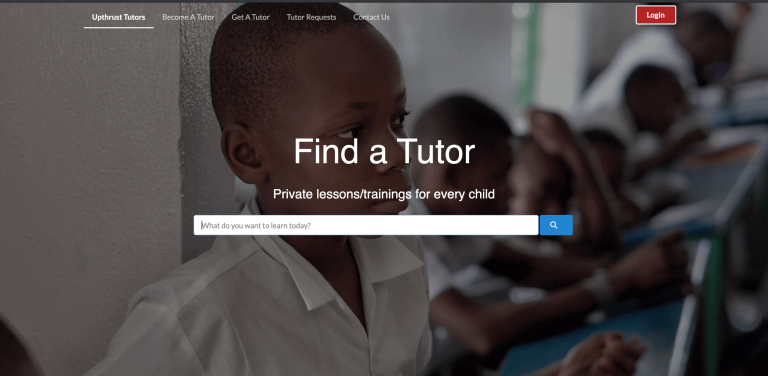 Upthrust Tutors Become A Tutor Get A Tutor Tutor Requests Contact Us Login
Find a Tutor
Private lessons/trainings for every child
What do you want to learn today?